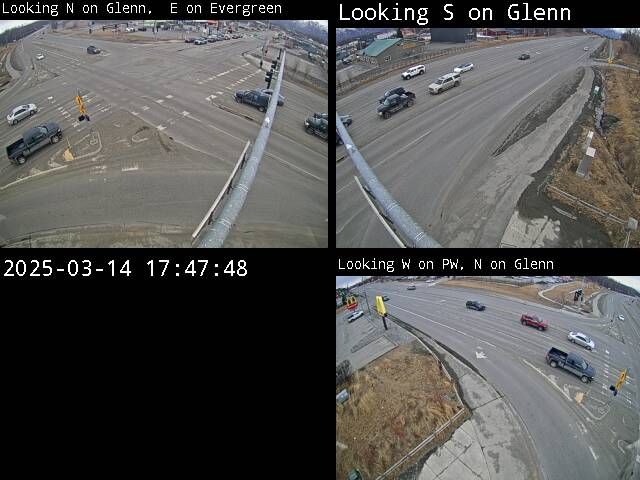 Looking N on Glenn,  E on Evergreen
Looking S on Glenn
2025-03-14 17:47:48
Looking W on PW, N on Glenn